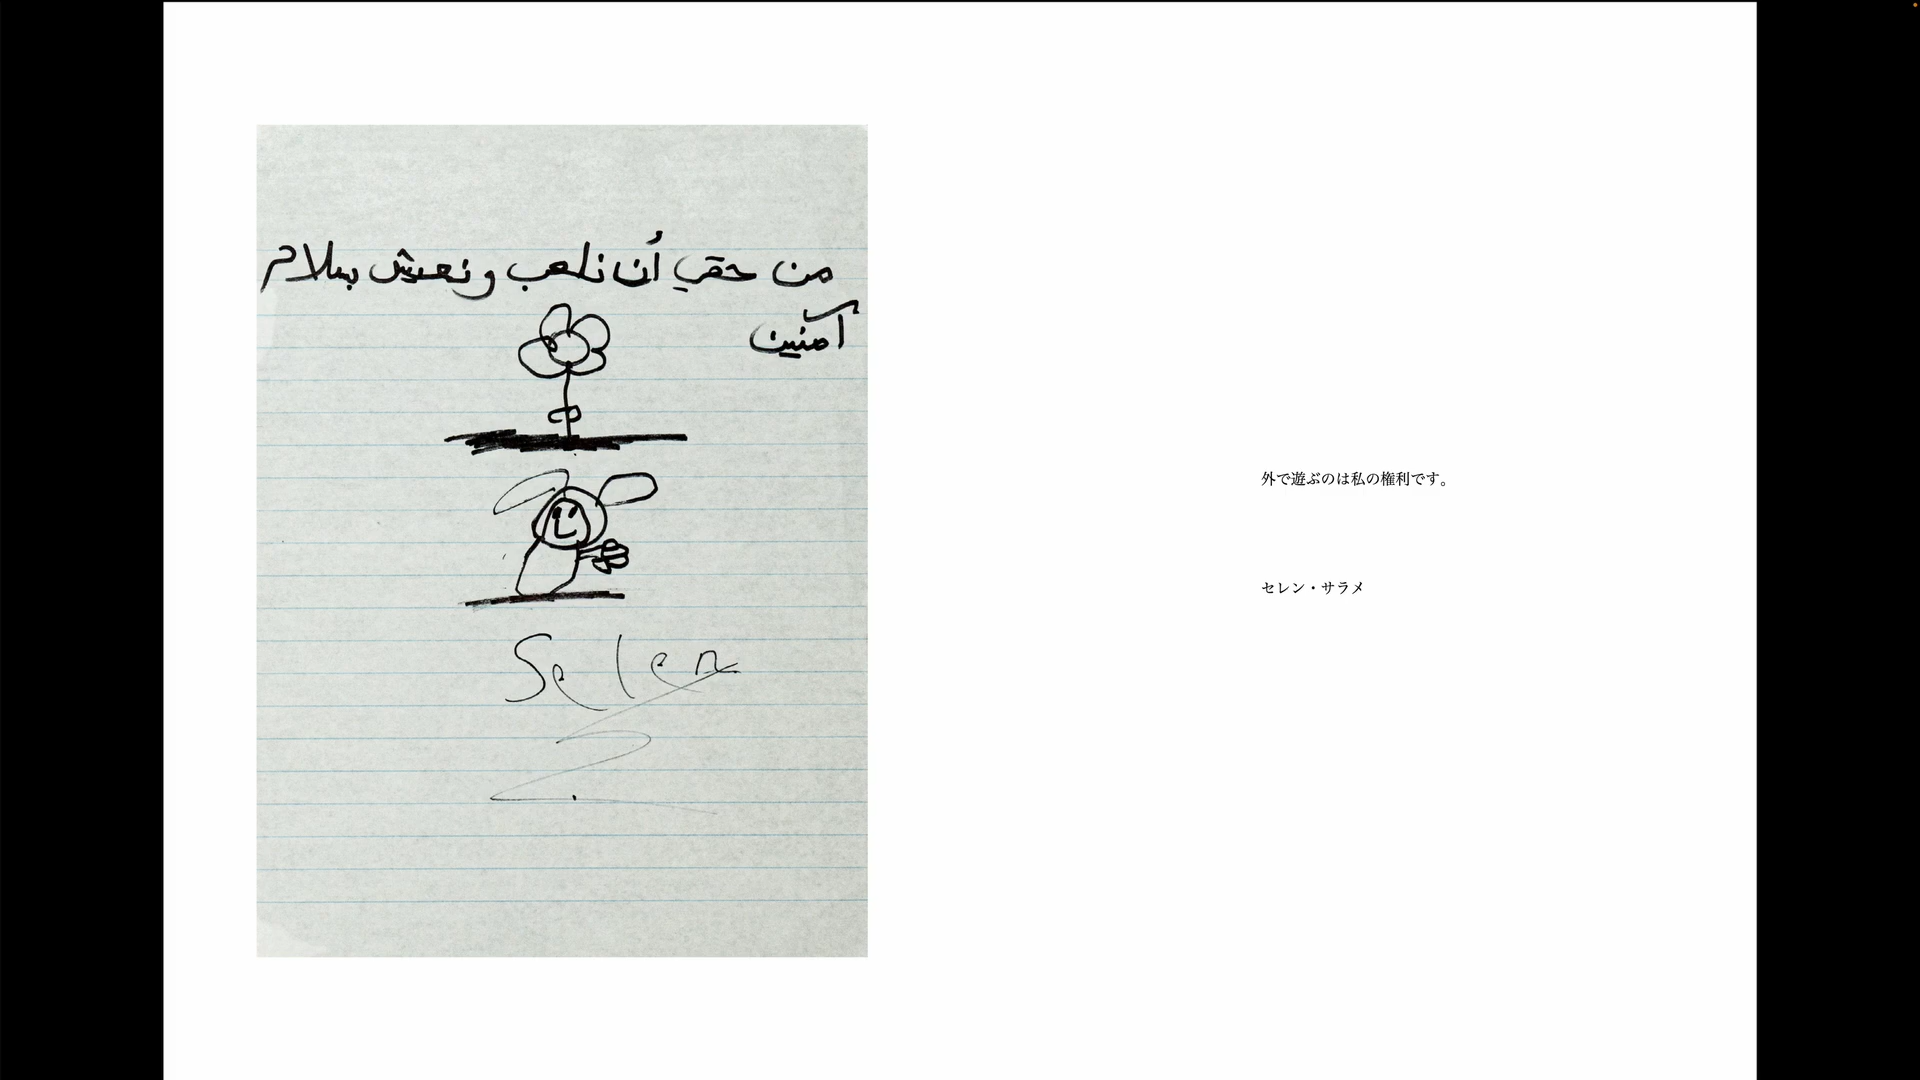 من حقي أن نلعب ونعيش بسلام
آمنين
Selen
外で遊ぶのは私の権利です。
セレン・サラメ